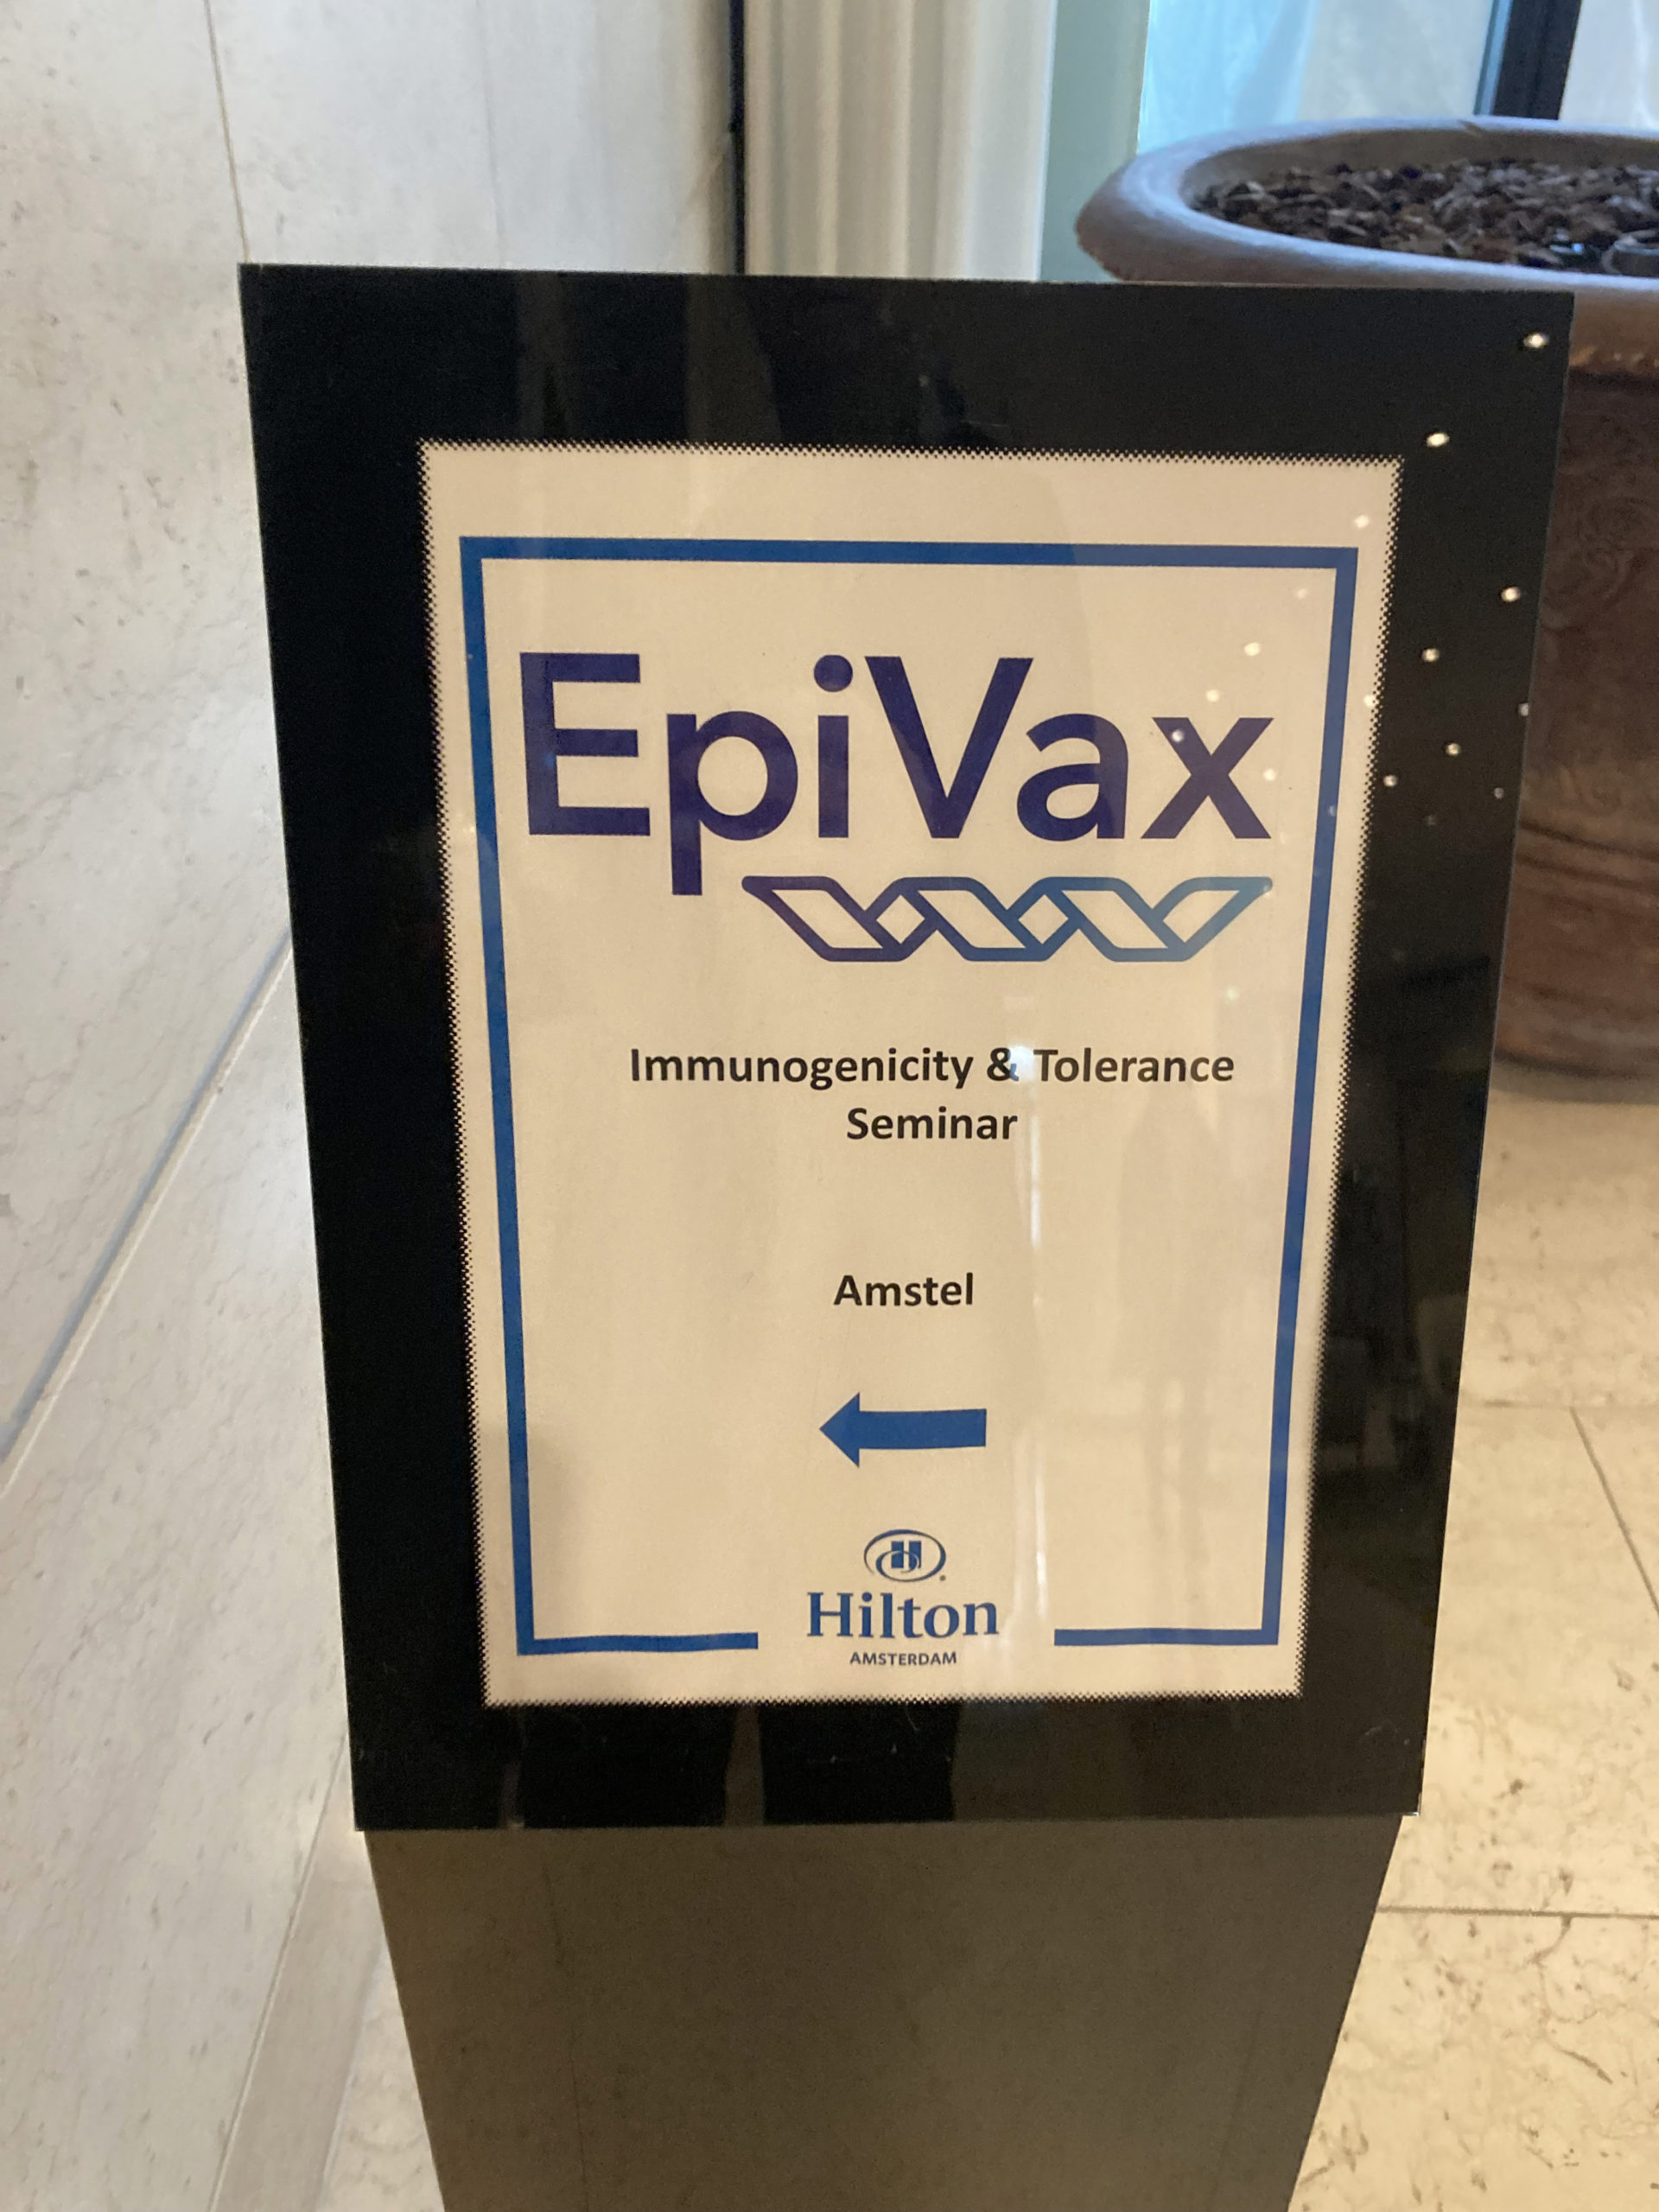 EpiVax
Immunogenicity & Tolerance
Seminar
Amstel
H
Hilton
AMSTERDAM